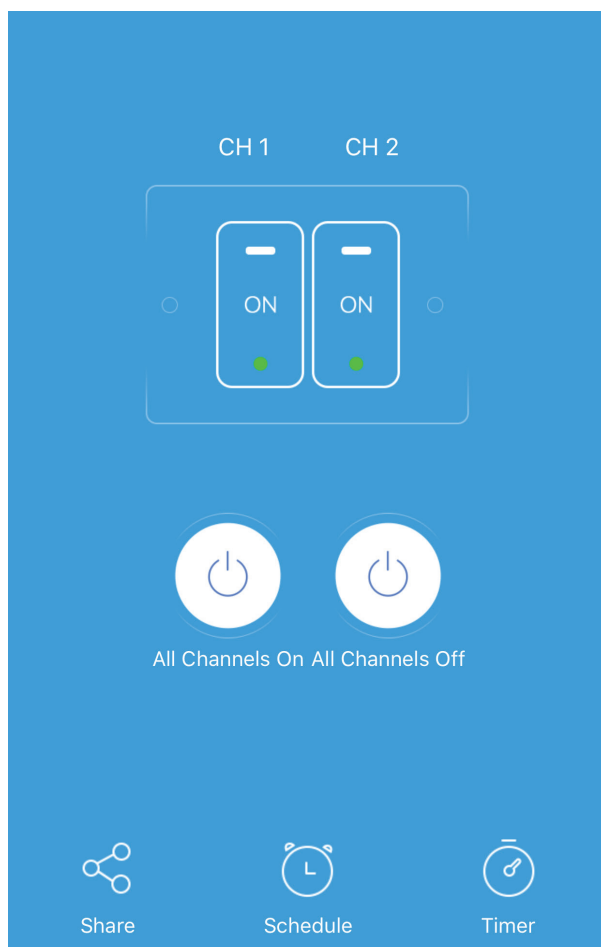 CH 1 CH 2
ON ON
All Channels On All Channels Off
Share Schedule Timer